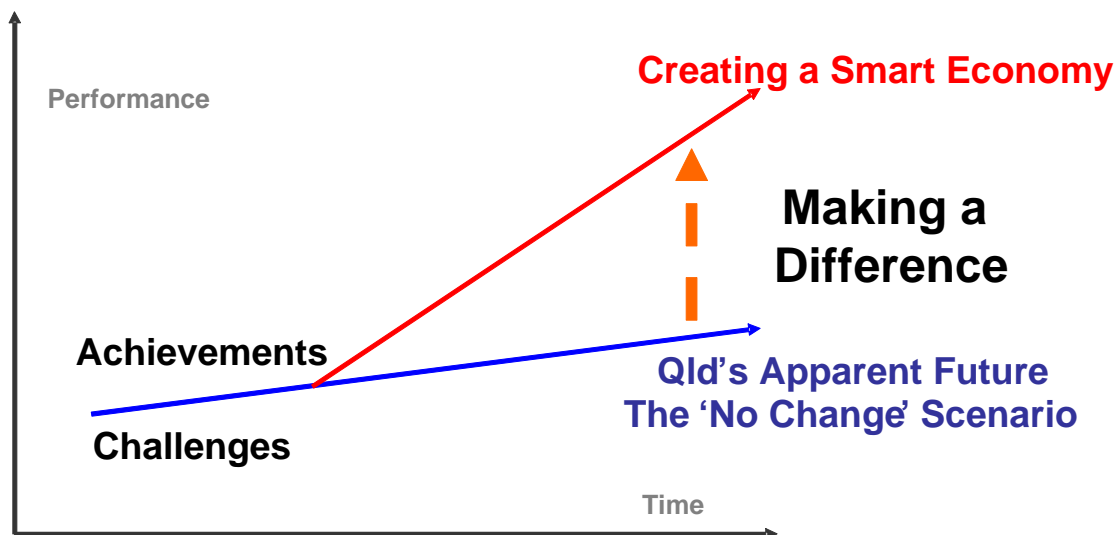 Creating a Smart Economy
Performance
Making a
Difference
Achievements
Qld’s Apparent Future
The ‘No Change’ Scenario
Challenges
Time